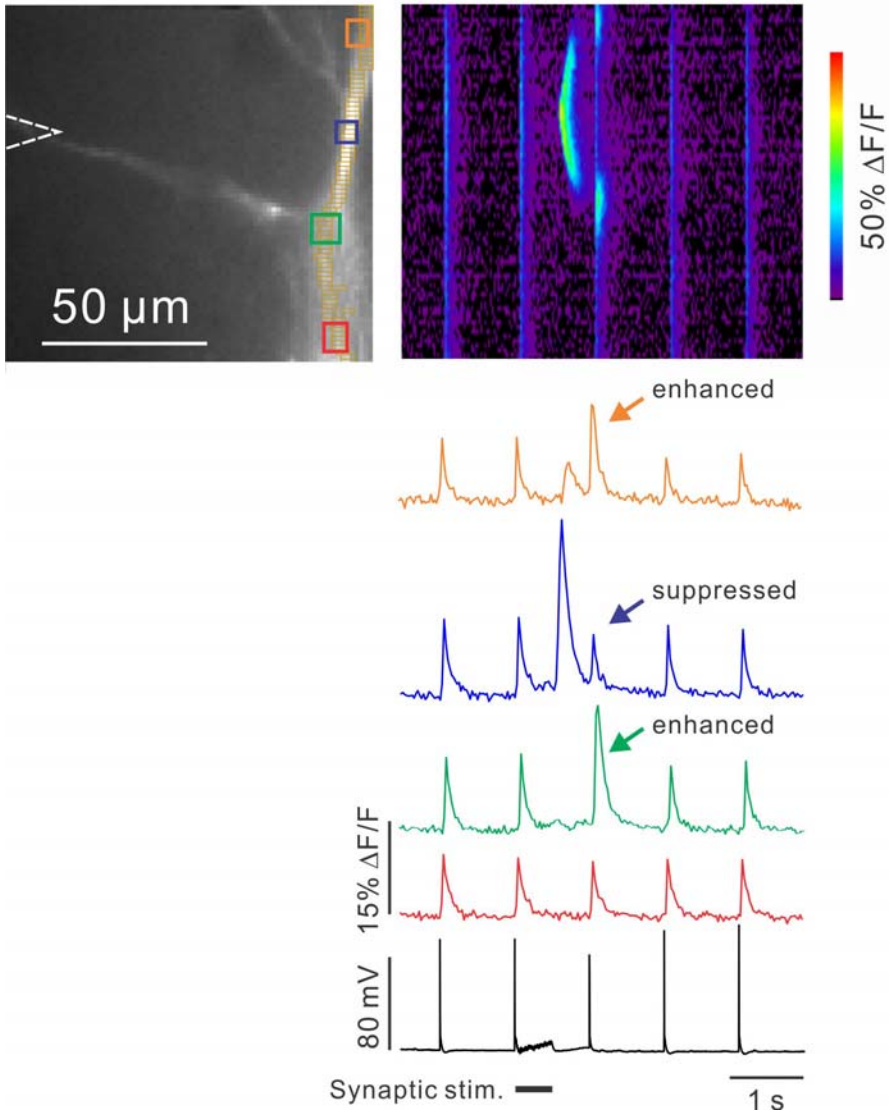 50 µm
50% ΔF/F
enhanced
suppressed
enhanced
15% ΔF/F
80 mV
Synaptic stim.
1 s